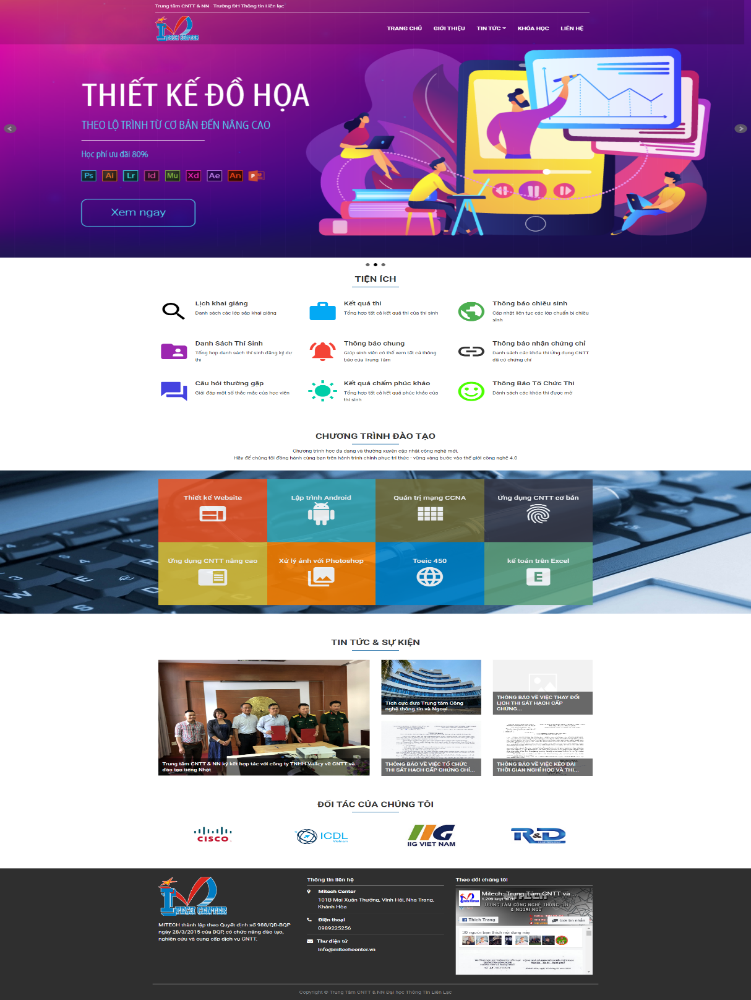 Trung tâm CNTT & NN Trường ĐH Thông tin Liên lạc
MITECH CENTER
TRANG CHỦ GIỚI THIỆU TIN TỨC KHÓA HỌC LIÊN HỆ
THIẾT KẾ ĐỒ HỌA
THEO LỘ TRÌNH TỪ CƠ BẢN ĐẾN NÂNG CAO
Học phí ưu đãi 80%
Ps Ai Lr Id Mu Xd Ae An P
Xem ngay
TIỆN ÍCH
Lịch khai giảng
Danh sách các lớp sắp khai giảng
Kết quả thi
Tổng hợp tất cả kết quả thi của thí sinh
Thông báo chiêu sinh
Cập nhật liên tục các lớp chuẩn bị chiêu
sinh
Danh Sách Thí Sinh
Tổng hợp danh sách thí sinh đăng ký dự
thi
Thông báo chung
Giúp sinh viên có thể xem tất cả thông
báo của Trung Tâm
Thông báo nhận chứng chỉ
Danh sách các khóa thi Ứng dụng CNTT
đã có chứng chỉ
Câu hỏi thường gặp
Giải đáp một số thắc mắc của học viên
Kết quả chấm phúc khảo
Tổng hợp tất cả kết quả phúc khảo của
thí sinh
Thông Báo Tổ Chức Thi
Dánh sách các khóa thi được mở
CHƯƠNG TRÌNH ĐÀO TẠO
Chương trình học đa dạng và thường xuyên cập nhật công nghệ mới.
Hãy để chúng tôi đồng hành cùng bạn trên hành trình chinh phục tri thức - vững vàng bước vào thế giới công nghệ 4.0
Thiết kế Website
Lập trình Android
Quản trị mạng CCNA
Ứng dụng CNTT cơ bản
Ứng dụng CNTT nâng cao
Xử lý ảnh với Photoshop
Toeic 450
kế toán trên Excel
E
TIN TỨC & SỰ KIỆN
Trung tâm CNTT & NN ký kết hợp tác với công ty TNHH Valley về CNTT và
đào tạo tiếng Nhật
Tích cực đưa Trung tâm Công
nghệ thông tin và Ngoại...
THÔNG BÁO VỀ VIỆC THAY ĐỔI
LỊCH THI SÁT HẠCH CẤP
CHỨNG...
THÔNG BÁO VỀ VIỆC TỔ CHỨC
THI SÁT HẠCH CẤP CHỨNG CHỈ...
THÔNG BÁO VỀ VIỆC KÉO DÀI
THỜI GIAN NGHỈ HỌC VÀ THI...
ĐỐI TÁC CỦA CHÚNG TÔI
CISCO
ICDL
Vietnam
IIG VIET NAM
R&D
TECHNOLOGY
MITECH CENTER
MITECH thành lập theo Quyết định số 988/QĐ-BQP
ngày 28/3/2015 của BQP, có chức năng đào tạo,
nghiên cứu và cung cấp dịch vụ CNTT.
Thông tin liên hệ
Mitech Center
101B Mai Xuân Thưởng, Vĩnh Hải, Nha Trang,
Khánh Hòa
Điện thoại
0989225256
Thư điện tử
info@mitechcenter.vn
Theo dõi chúng tôi
Mitech: Trung Tâm CNTT và ...
1.209 lượt thích
TRUNG TÂM CÔNG NGHỆ THÔNG TIN
& NGOẠI NGỮ
Thích Trang
Gửi tin nhắn
30 người bạn thích nội dung này
Copyright © Trung Tâm CNTT & NN Đại học Thông Tin Liên Lạc